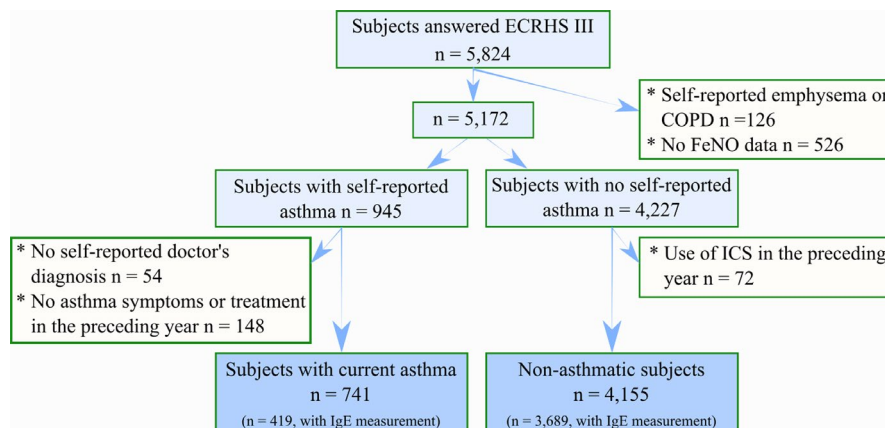 Subjects answered ECRHS III
n = 5,824
* Self-reported emphysema or
COPD n =126
* No FeNO data n = 526
n = 5,172
Subjects with self-reported
asthma n = 945
Subjects with no self-reported
asthma n = 4,227
* No self-reported doctor's
diagnosis n = 54
* No asthma symptoms or treatment
in the preceding year n = 148
* Use of ICS in the preceding
year n = 72
Subjects with current asthma
n = 741
(n = 419, with IgE measurement)
Non-asthmatic subjects
n = 4,155
(n = 3,689, with IgE measurement)